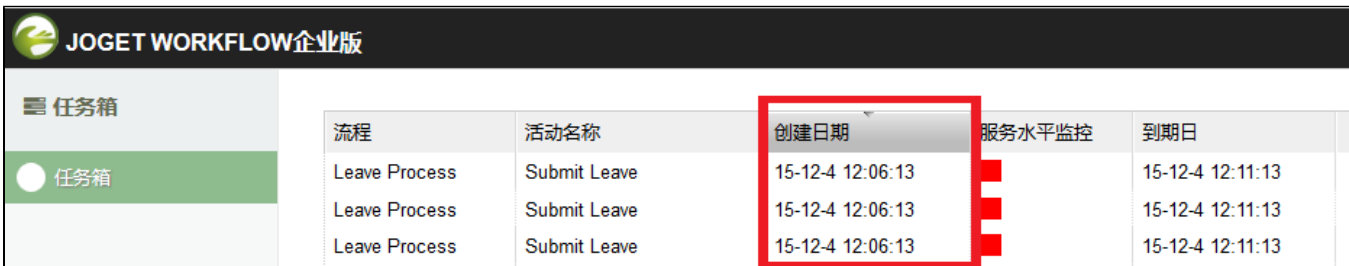 JOGET WORKFLOW企业版
任务箱
任务箱
流程 活动名称 创建日期 服务水平监控 到期日
Leave Process Submit Leave 15-12-4 12:06:13 15-12-4 12:11:13
Leave Process Submit Leave 15-12-4 12:06:13 15-12-4 12:11:13
Leave Process Submit Leave 15-12-4 12:06:13 15-12-4 12:11:13